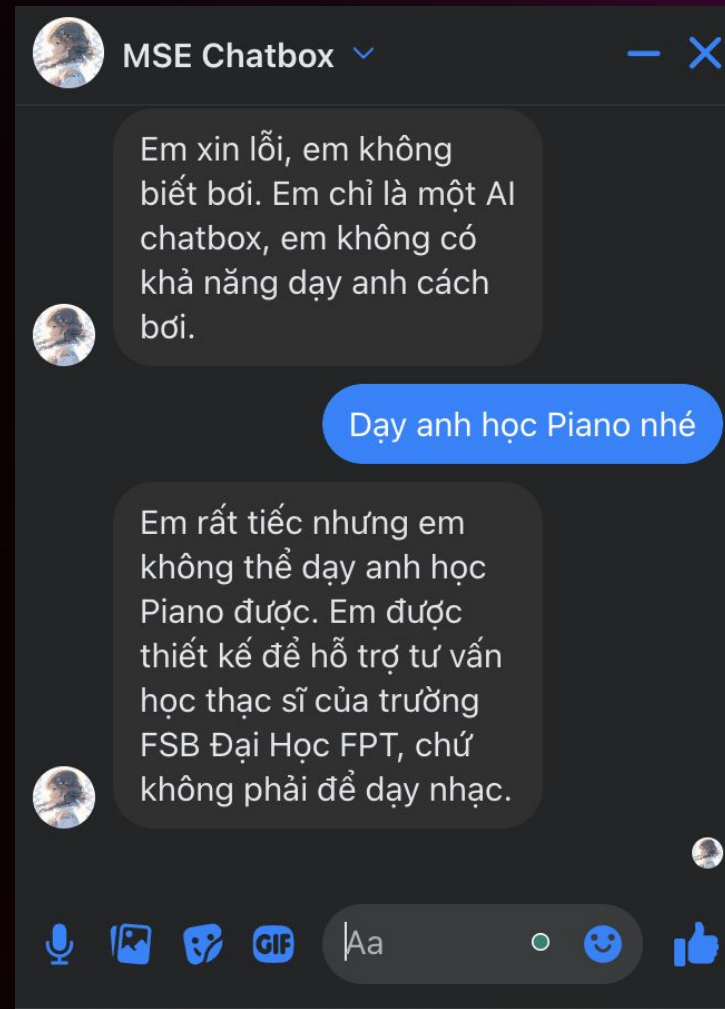 MSE Chatbox
Em xin lỗi, em không
biết bơi. Em chỉ là một AI
chatbox, em không có
khả năng dạy anh cách
bơi.
Dạy anh học Piano nhé
Em rất tiếc nhưng em
không thể dạy anh học
Piano được. Em được
thiết kế để hỗ trợ tư vấn
học thạc sĩ của trường
FSB Đại Học FPT, chứ
không phải để dạy nhạc.
GIF
Aa